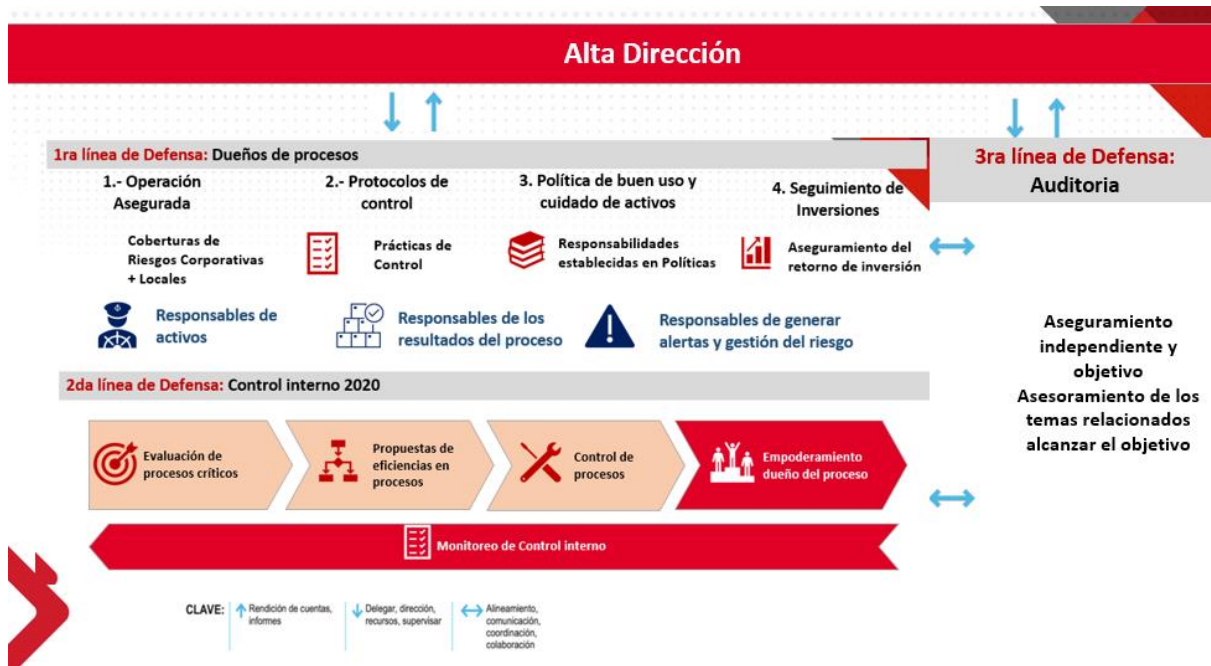 Alta Dirección
1ra línea de Defensa: Dueños de procesos
1.- Operación
Asegurada
2.- Protocolos de
control
3. Política de buen uso y
cuidado de activos
4. Seguimiento de
Inversiones
Coberturas de
Riesgos Corporativas
+ Locales
Prácticas de
Control
Responsabilidades
establecidas en Políticas
Aseguramiento del
retorno de inversión
Responsables de
activos
Responsables de los
resultados del proceso
Responsables de generar
alertas y gestión del riesgo
3ra línea de Defensa:
Auditoria
Aseguramiento
independiente y
objetivo
Asesoramiento de los
temas relacionados
alcanzar el objetivo
2da línea de Defensa: Control interno 2020
Evaluación de
procesos críticos
Propuestas de
eficiencias en
procesos
Control de
procesos
Empoderamiento
dueño del proceso
Monitoreo de Control interno
CLAVE:
Rendición de cuentas,
informes
Delegar, dirección,
recursos, supervisar
Alineamiento,
comunicación,
coordinación,
colaboración